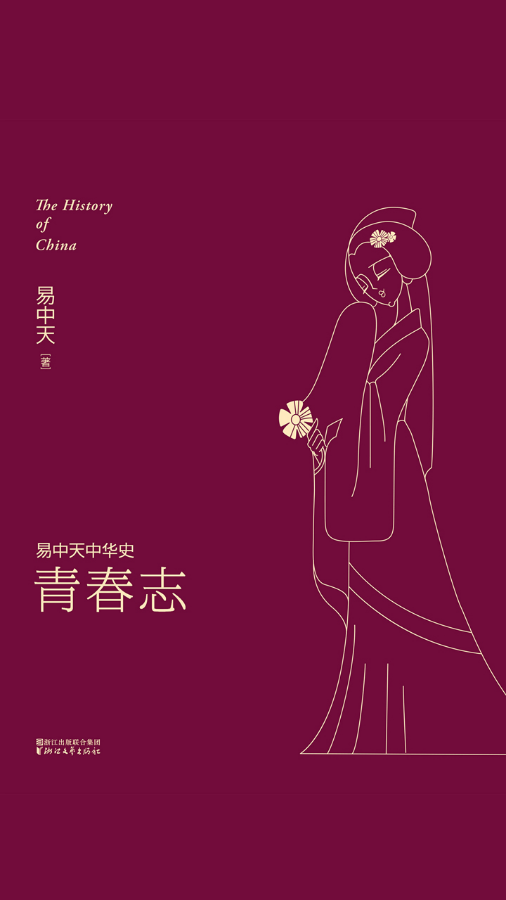 The History
of
China
易中天
[著]
易中天中华史
青春志
浙江出版联合集团
浙江文艺出版社